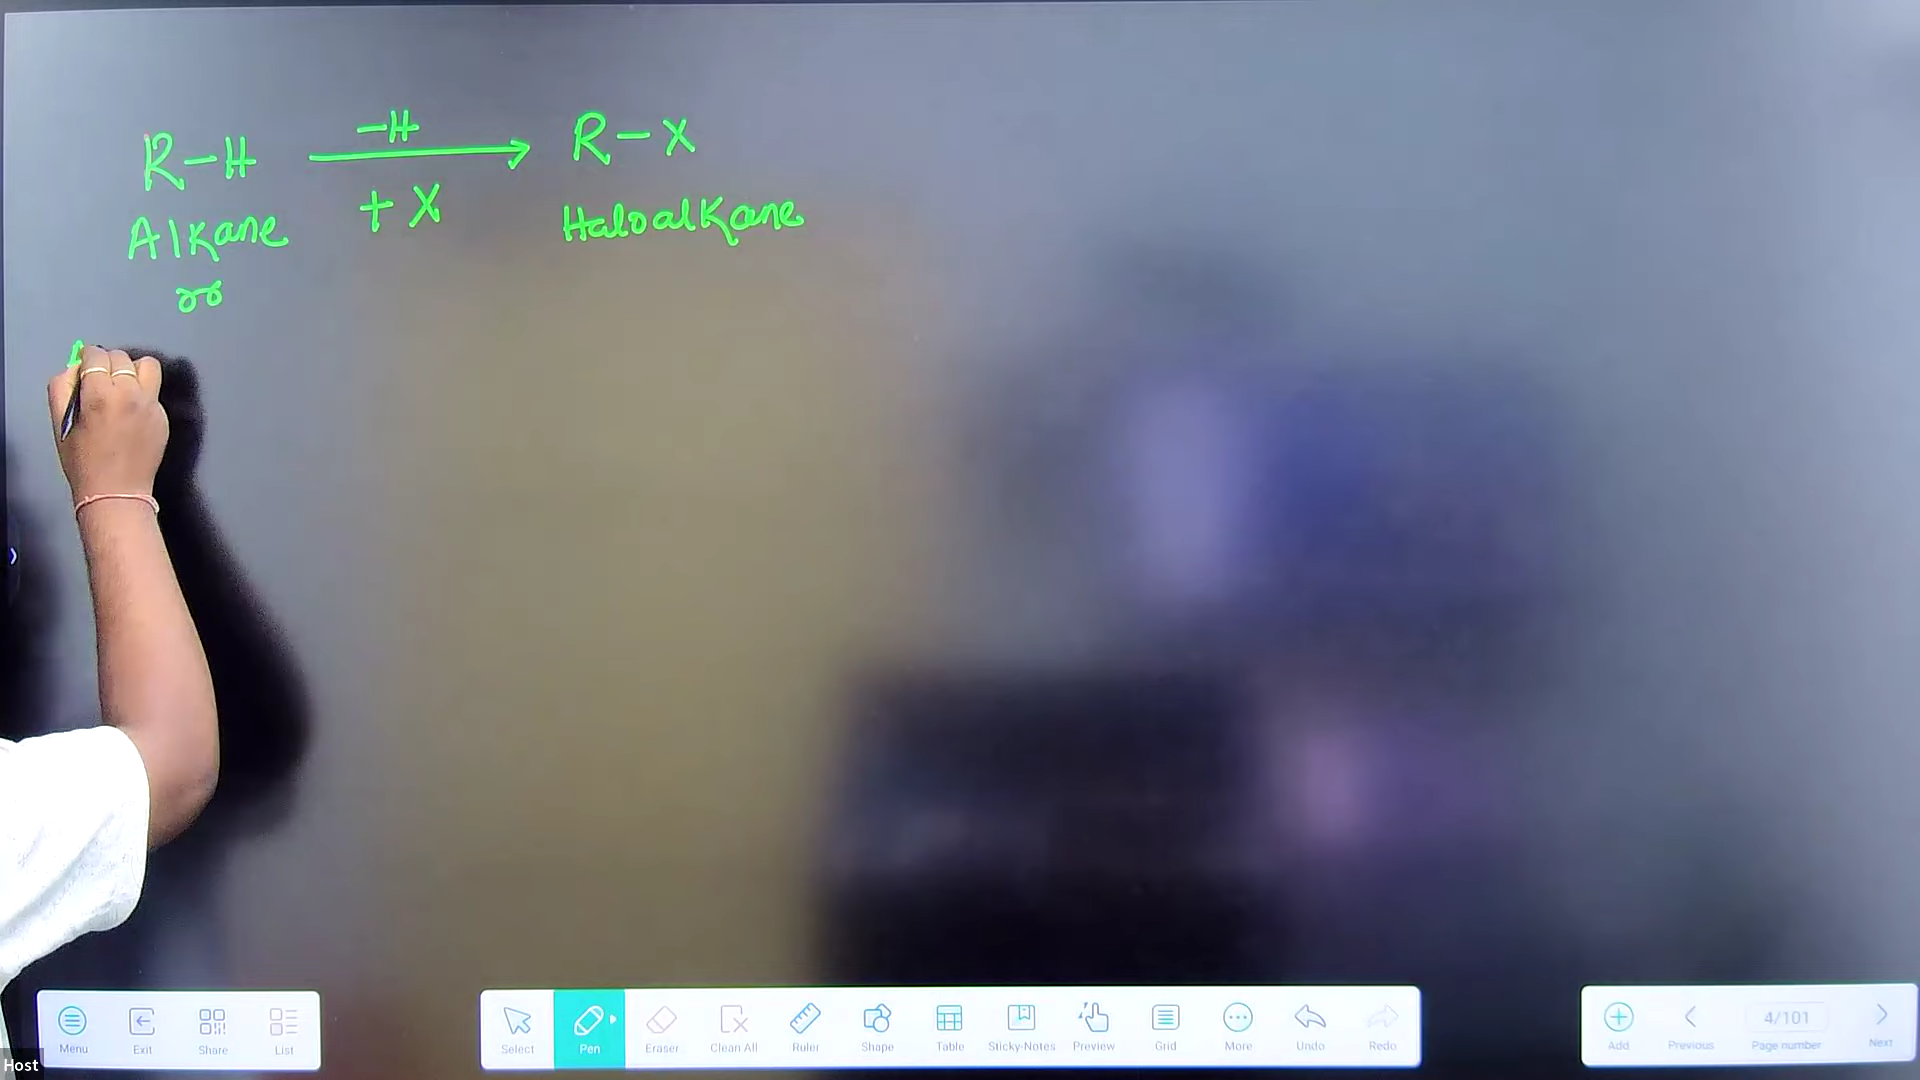 R-H -H R-X
+ X
Alkane Haloalkane
or
Menu Exit Share List Select Pen Eraser Clean All Ruler Shape Table Sticky-Notes Preview Grid More Undo Redo Add Previous 4/101 Page number Next
Host